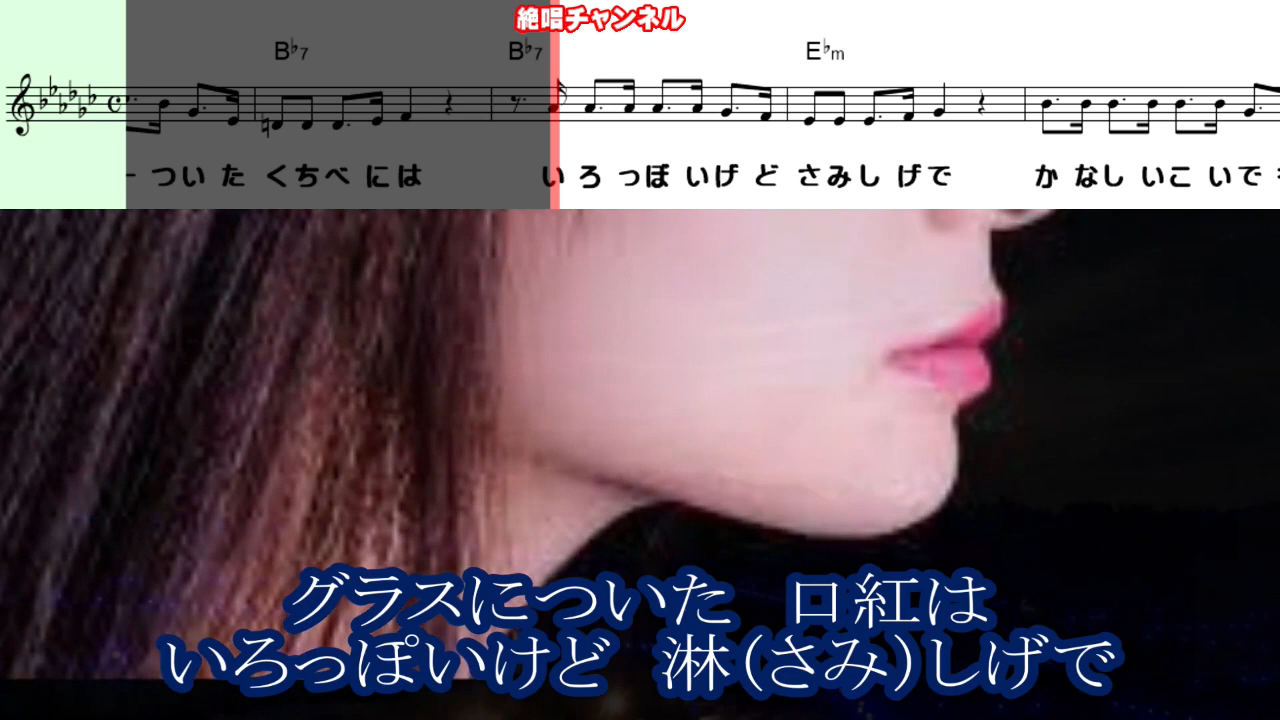 絶唱チャンネル
B♭7 B♭7 E♭m
ー ついた くちべには いろ っぽ いげ ど さみし げで か なし いこ いで
グラスについた 口紅は
いろっぽいけど 淋(さみ)しげで